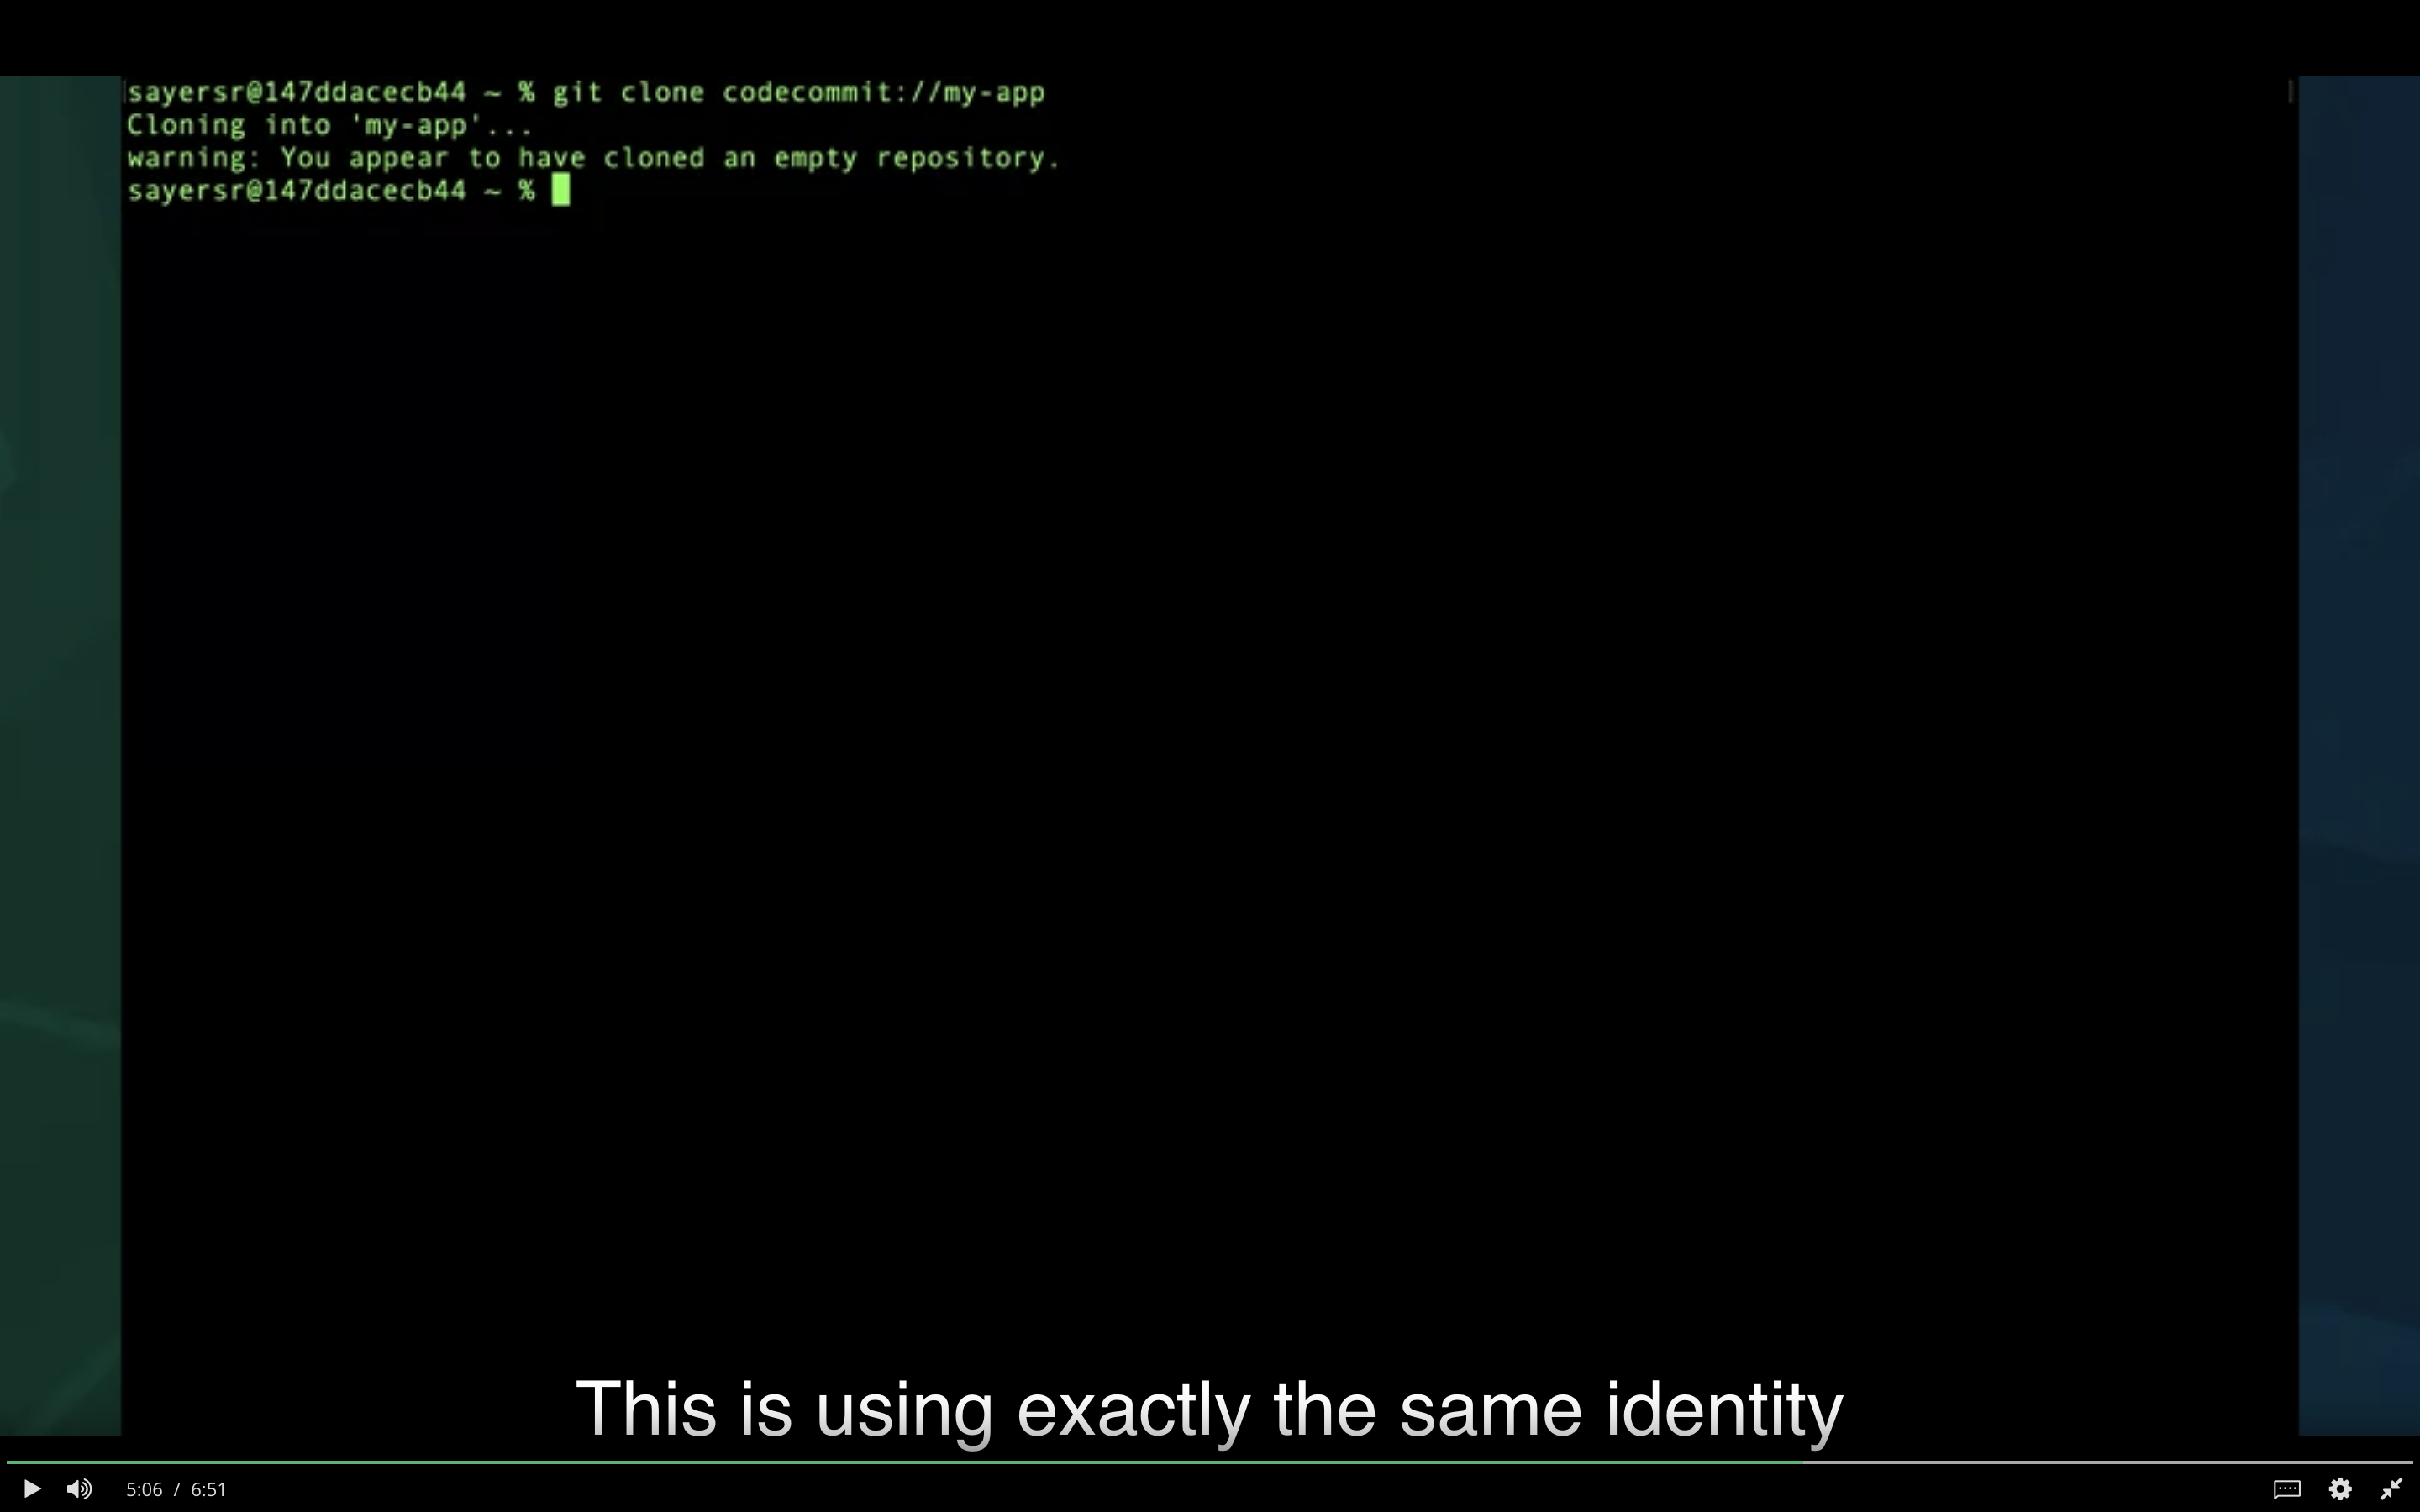 sayersr@147ddacecb44 ~ % git clone codecommit://my-app
Cloning into 'my-app'...
warning: You appear to have cloned an empty repository.
sayersr@147ddacecb44 ~ %
This is using exactly the same identity
5:06 / 6:51